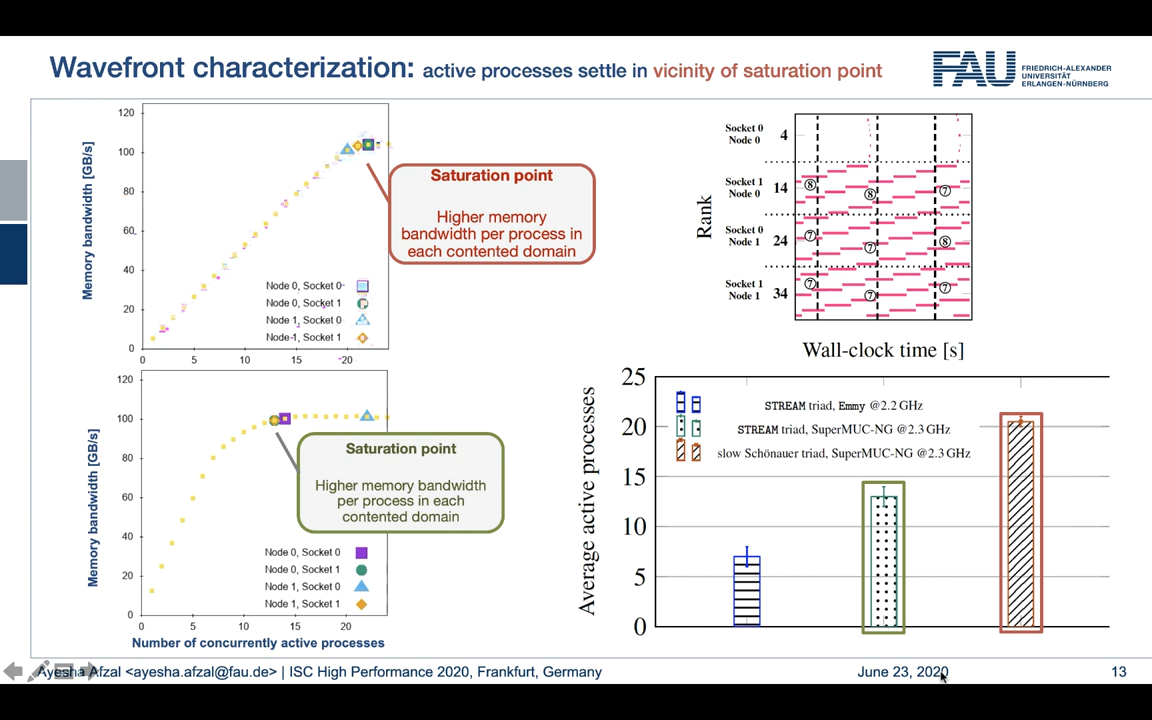 Wavefront characterization: active processes settle in vicinity of saturation point
FAU
FRIEDRICH-ALEXANDER
UNIVERSITÄT
ERLANGEN-NÜRNBERG
Memory bandwidth [GB/s]
120
100
80
60
40
20
0
0
5
10
15
20
Saturation point
Higher memory
bandwidth per process in
each contented domain
Node 0, Socket 0
Node 0, Socket 1
Node 1, Socket 0
Node 1, Socket 1
Memory bandwidth [GB/s]
120
100
80
60
40
20
0
0
5
10
15
20
Saturation point
Higher memory bandwidth
per process in each
contented domain
Node 0, Socket 0
Node 0, Socket 1
Node 1, Socket 0
Node 1, Socket 1
Number of concurrently active processes
Rank
Socket 0
Node 0
4
Socket 1
Node 0
14
Socket 0
Node 1
24
Socket 1
Node 1
34
8
8
7
7
7
8
7
7
7
Wall-clock time [s]
Average active processes
25
20
15
10
5
0
STREAM triad, Emmy @2.2 GHz
STREAM triad, SuperMUC-NG @2.3 GHz
slow Schönauer triad, SuperMUC-NG @2.3 GHz
Ayesha Afzal <ayesha.afzal@fau.de> | ISC High Performance 2020, Frankfurt, Germany
June 23, 2020
13